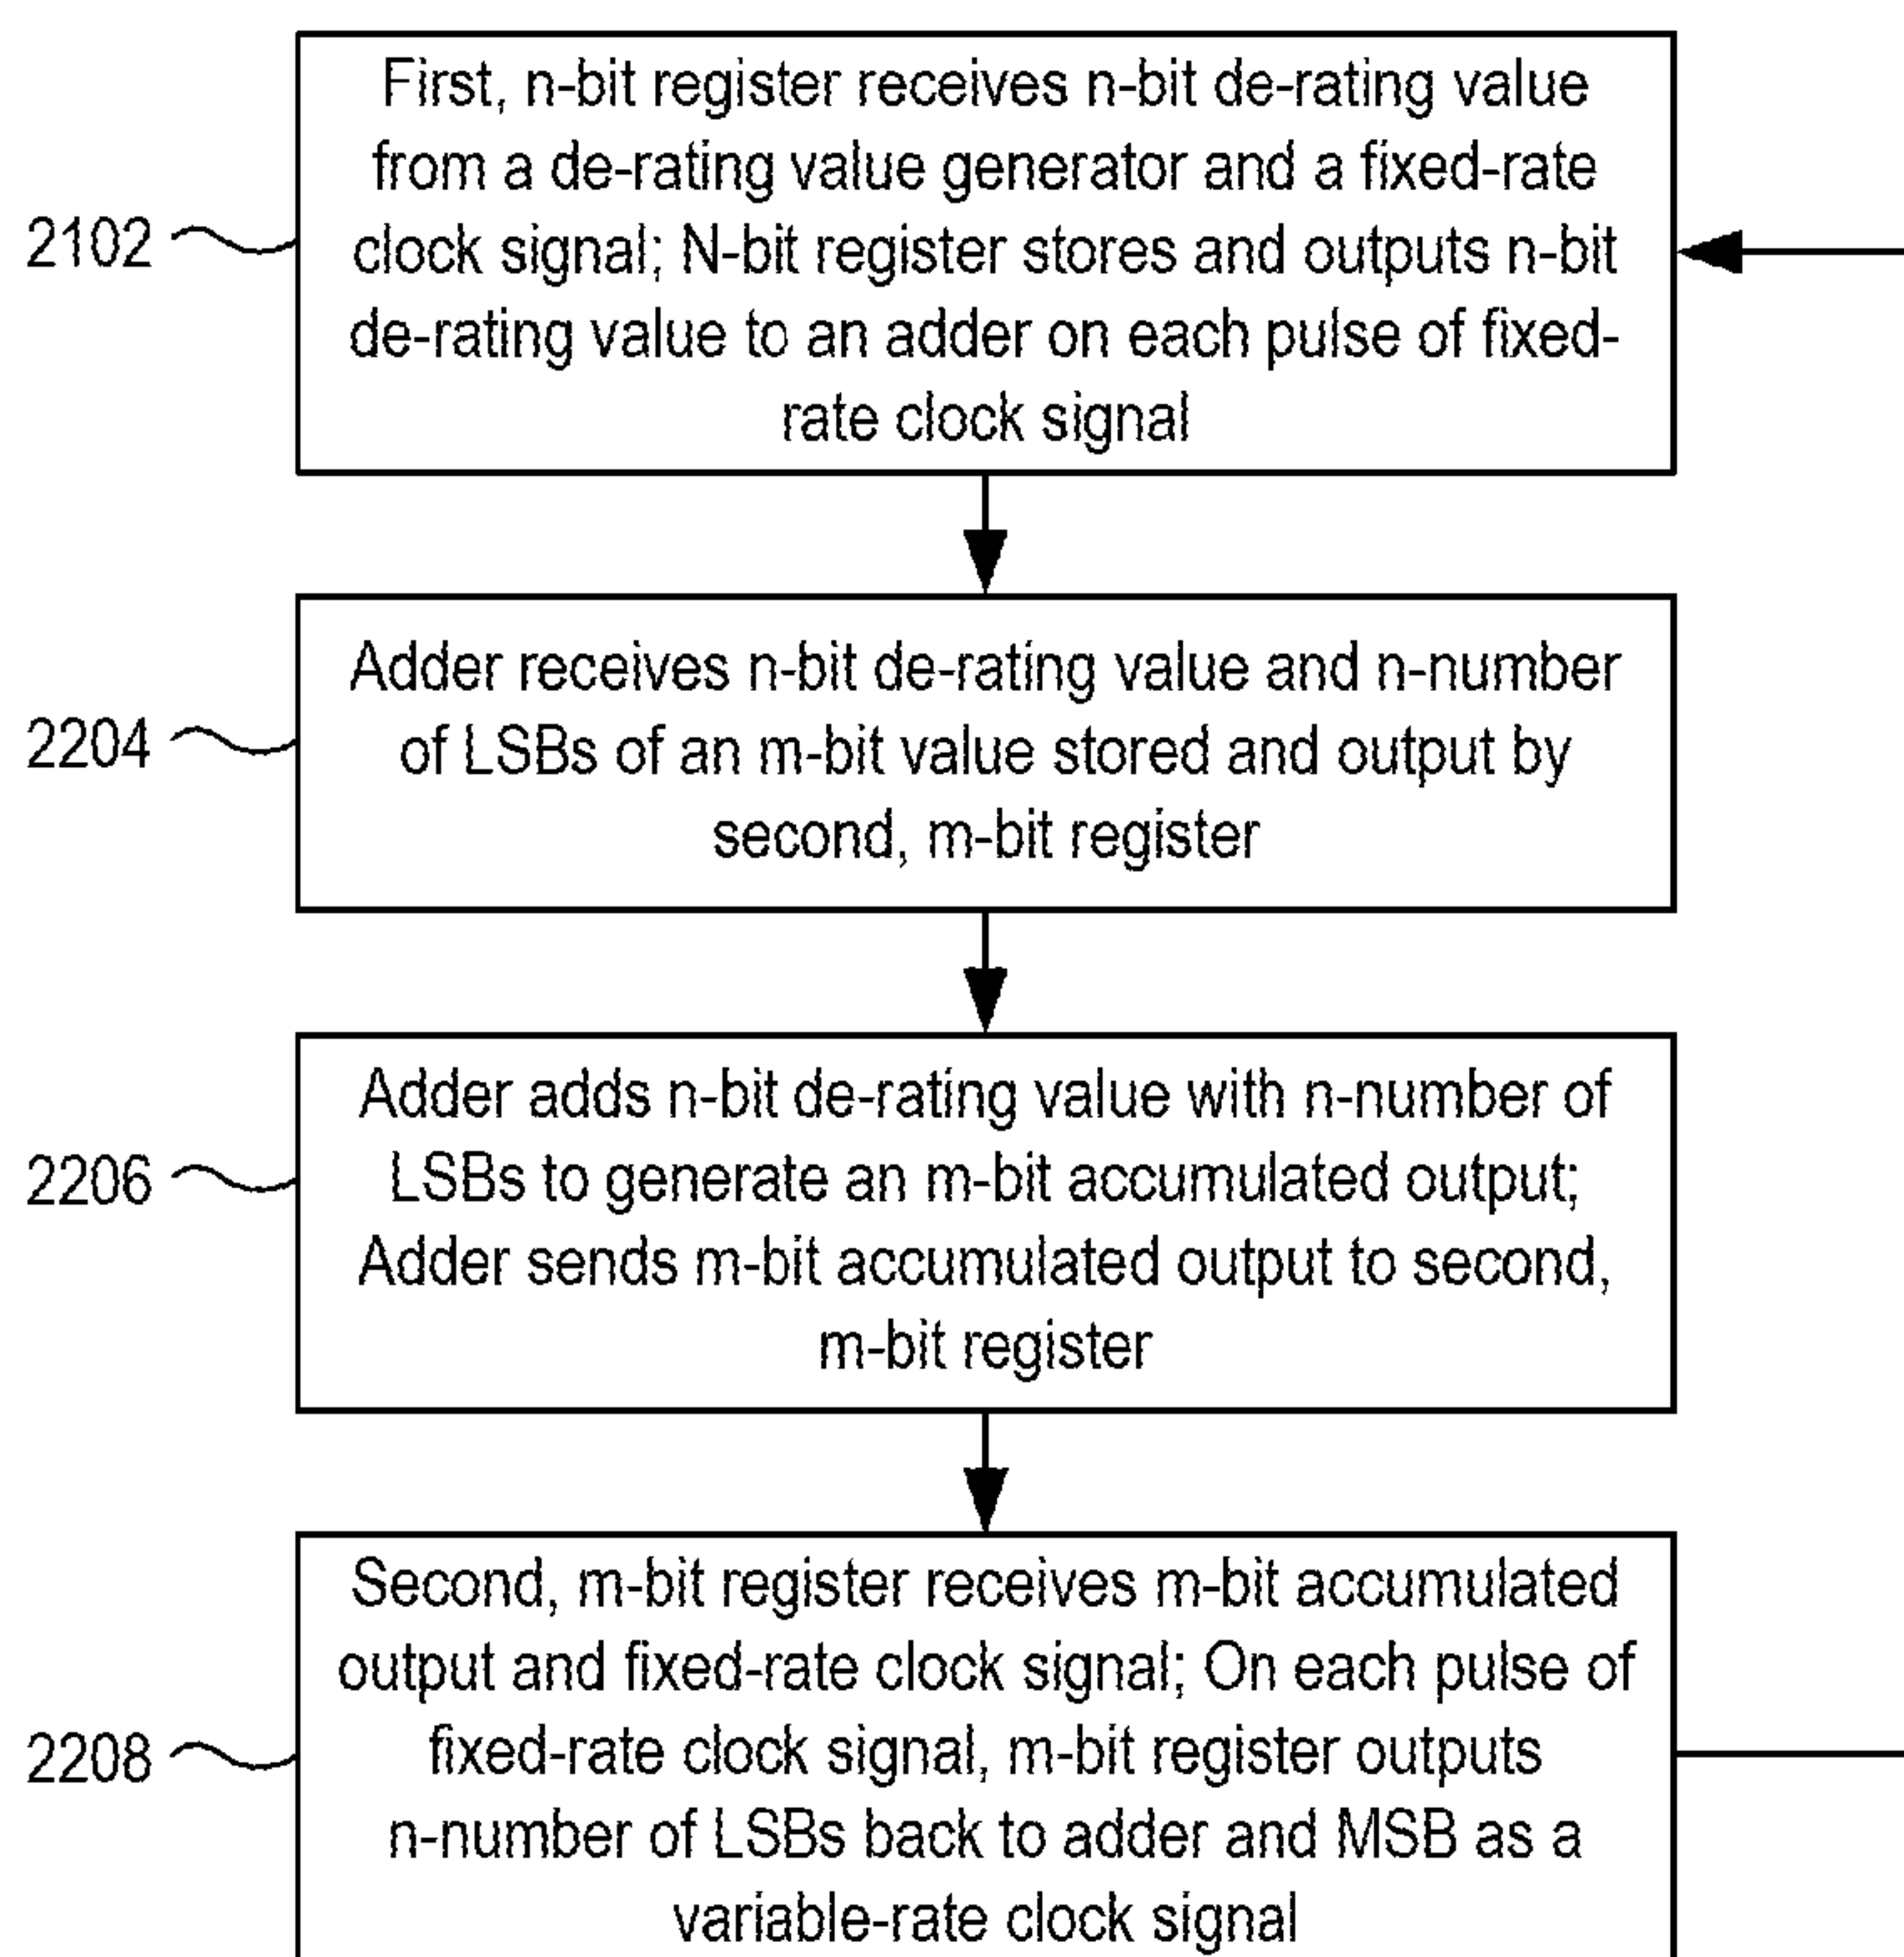 First, n-bit register receives n-bit de-rating value
from a de-rating value generator and a fixed-rate
clock signal; N-bit register stores and outputs n-bit
de-rating value to an adder on each pulse of fixed-
rate clock signal
2102
Adder receives n-bit de-rating value and n-number
of LSBs of an m-bit value stored and output by
second, m-bit register
2204
Adder adds n-bit de-rating value with n-number of
LSBs to generate an m-bit accumulated output;
Adder sends m-bit accumulated output to second,
m-bit register
2206
Second, m-bit register receives m-bit accumulated
output and fixed-rate clock signal; On each pulse of
fixed-rate clock signal, m-bit register outputs
n-number of LSBs back to adder and MSB as a
variable-rate clock signal
2208